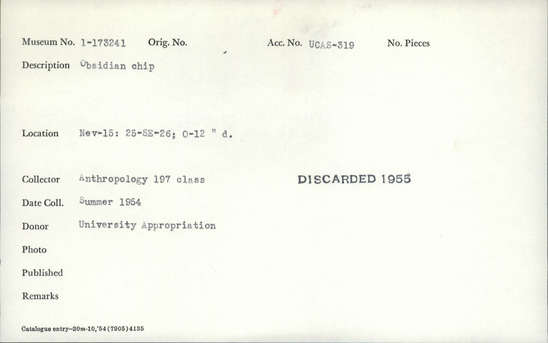 Museum No. 1-173241 Orig. No. Acc. No. UCAS-319 No. Pieces
Description Obsidian chip
Location Nev-15: 25-SE-26; 0-12 " d.
Collector Anthropology 197 class DISCARDED 1955
Date Coll. Summer 1954
Donor University Appropriation
Photo
Published
Remarks
Catalogue entry—20m-10,'54(7905)4135